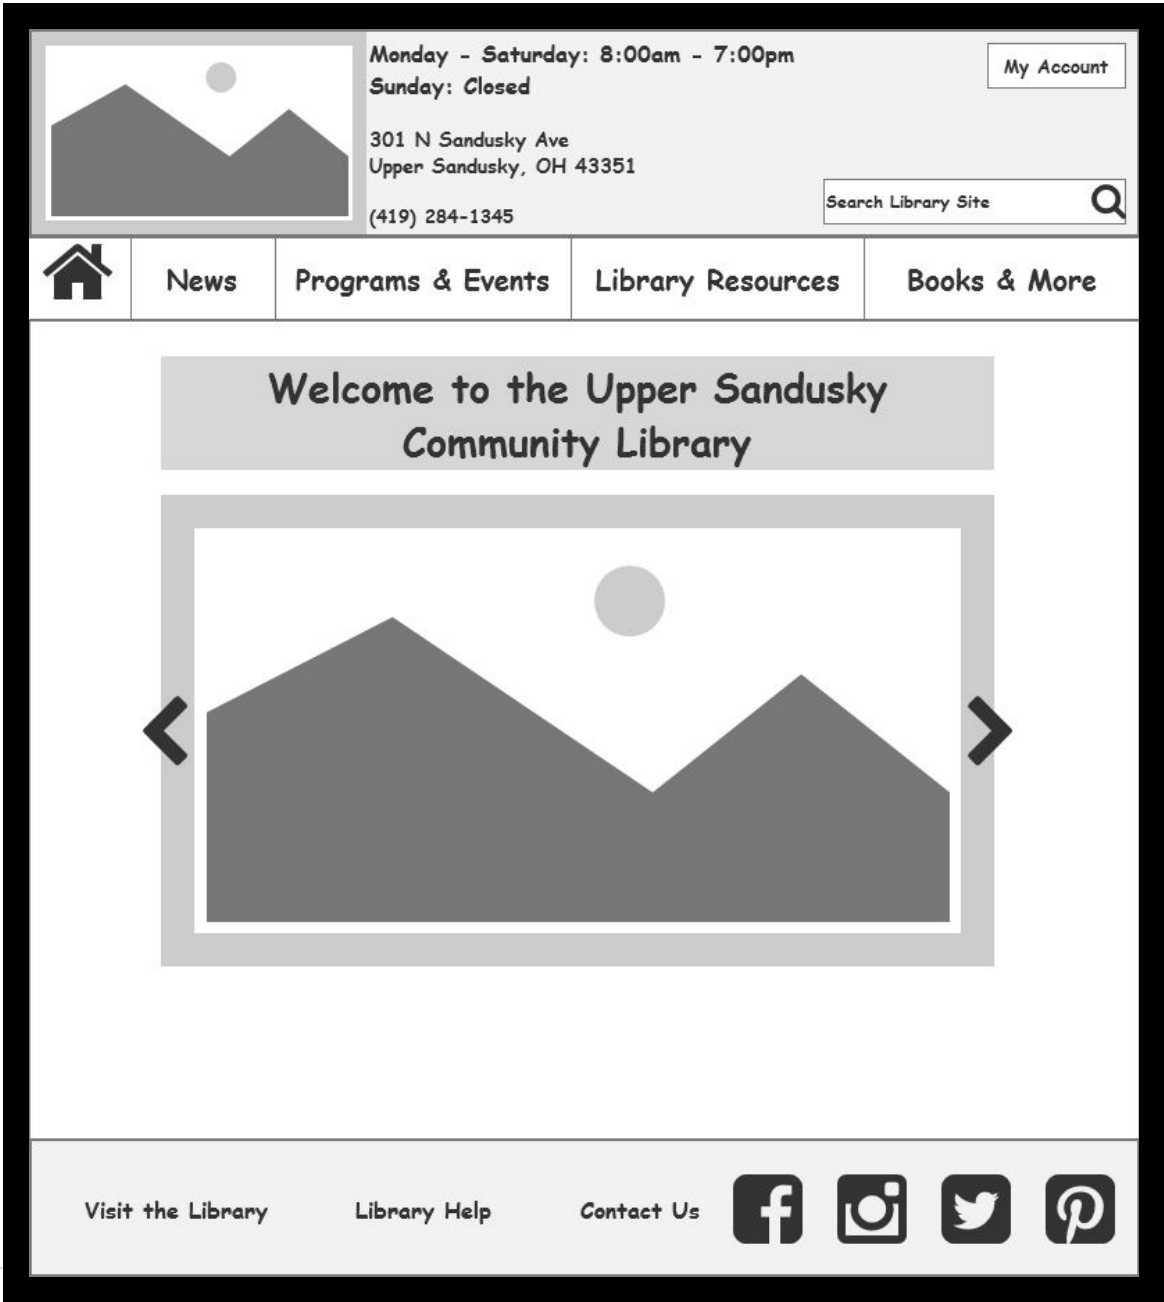 Monday - Saturday: 8:00am - 7:00pm
Sunday: Closed
My Account
301 N Sandusky Ave
Upper Sandusky, OH 43351
(419) 284-1345
Search Library Site
News
Programs & Events
Library Resources
Books & More
Welcome to the Upper Sandusky
Community Library
Visit the Library
Library Help
Contact Us